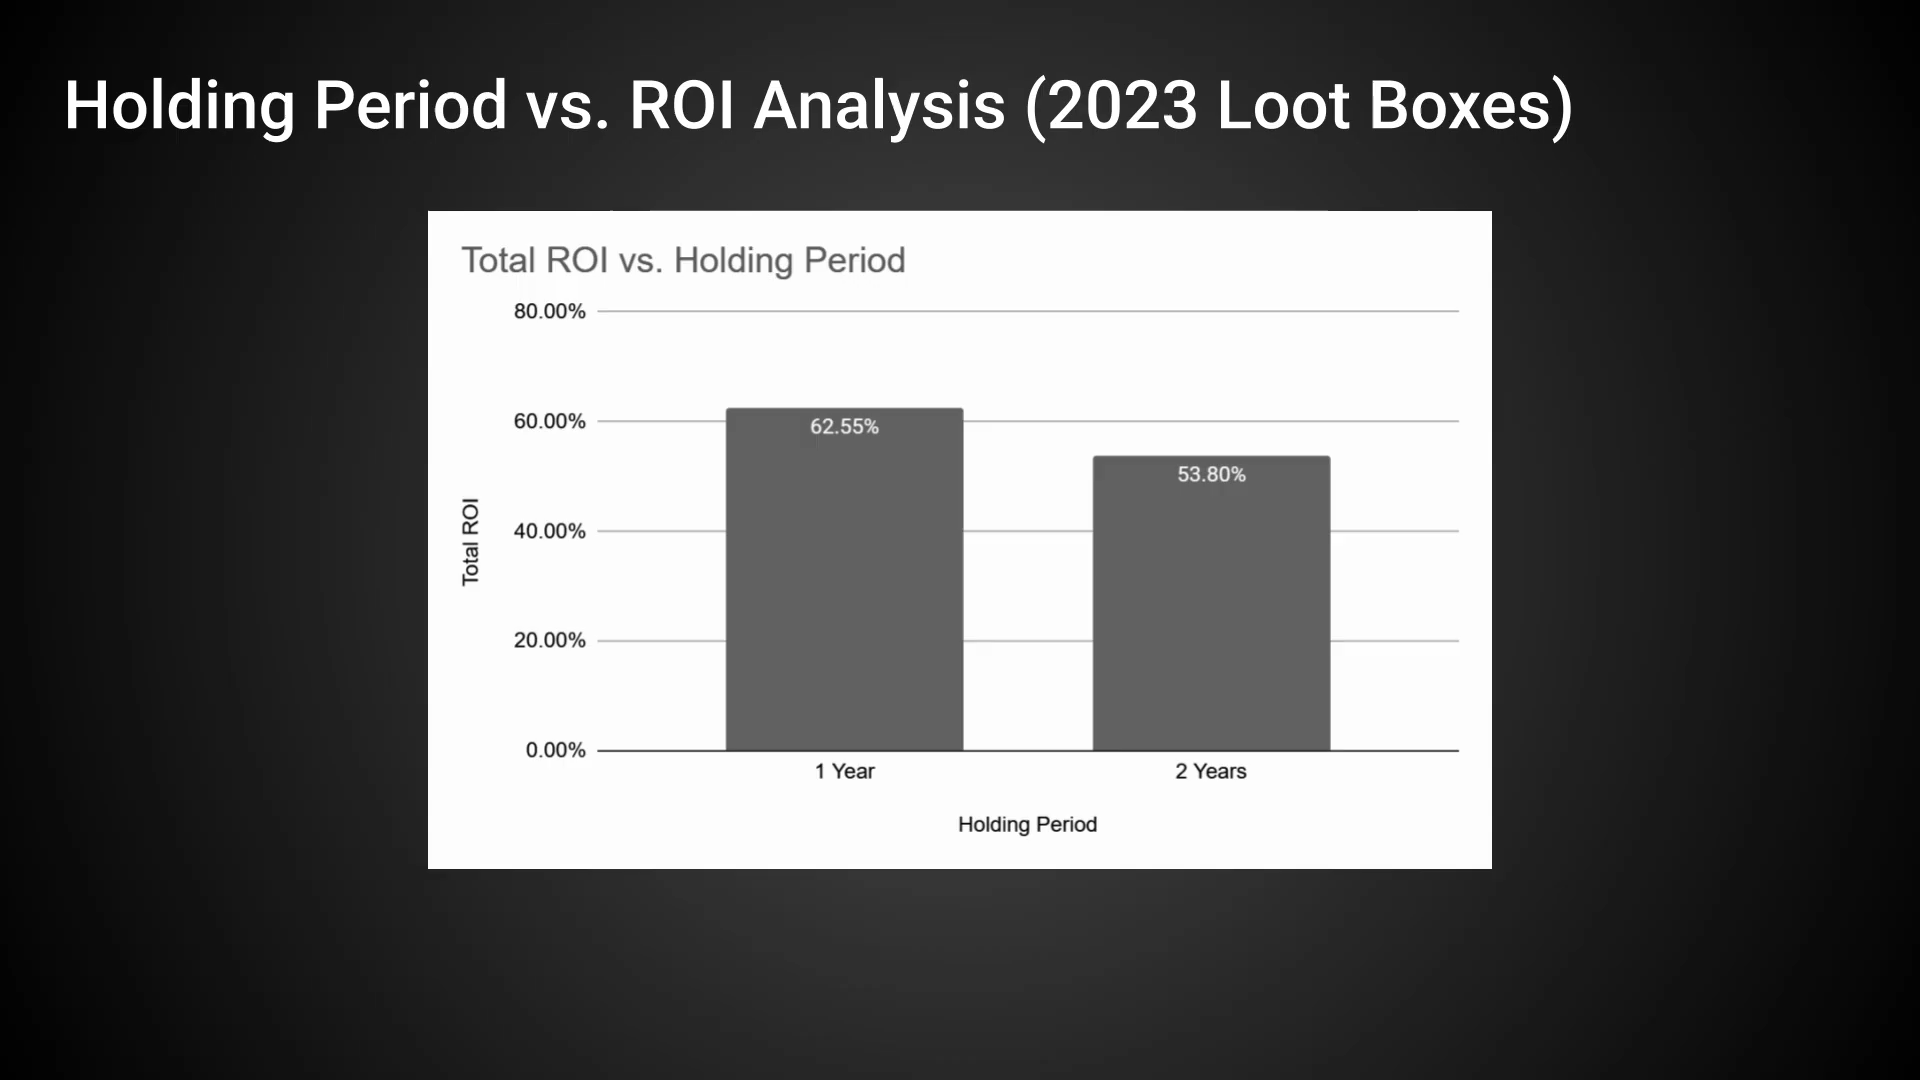 Holding Period vs. ROI Analysis (2023 Loot Boxes)
Total ROI vs. Holding Period
80.00%
60.00%
40.00%
20.00%
0.00%
Total ROI
62.55%
53.80%
1 Year
2 Years
Holding Period